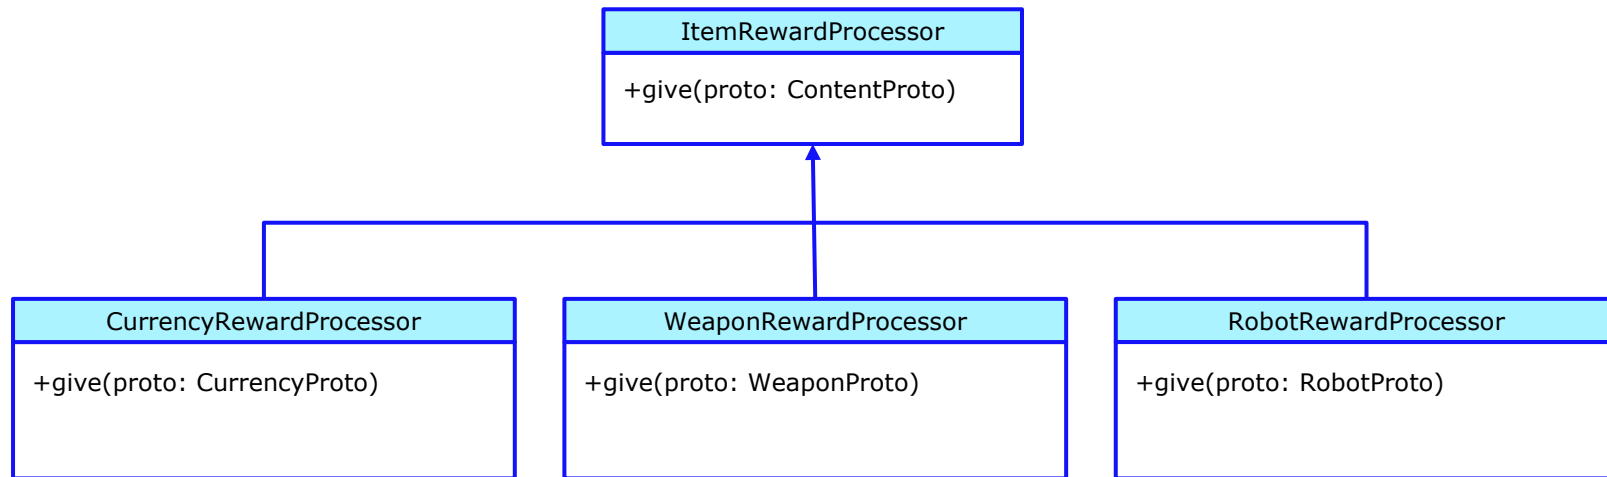 ItemRewardProcessor
+give(proto: ContentProto)
CurrencyRewardProcessor
+give(proto: CurrencyProto)
WeaponRewardProcessor
+give(proto: WeaponProto)
RobotRewardProcessor
+give(proto: RobotProto)